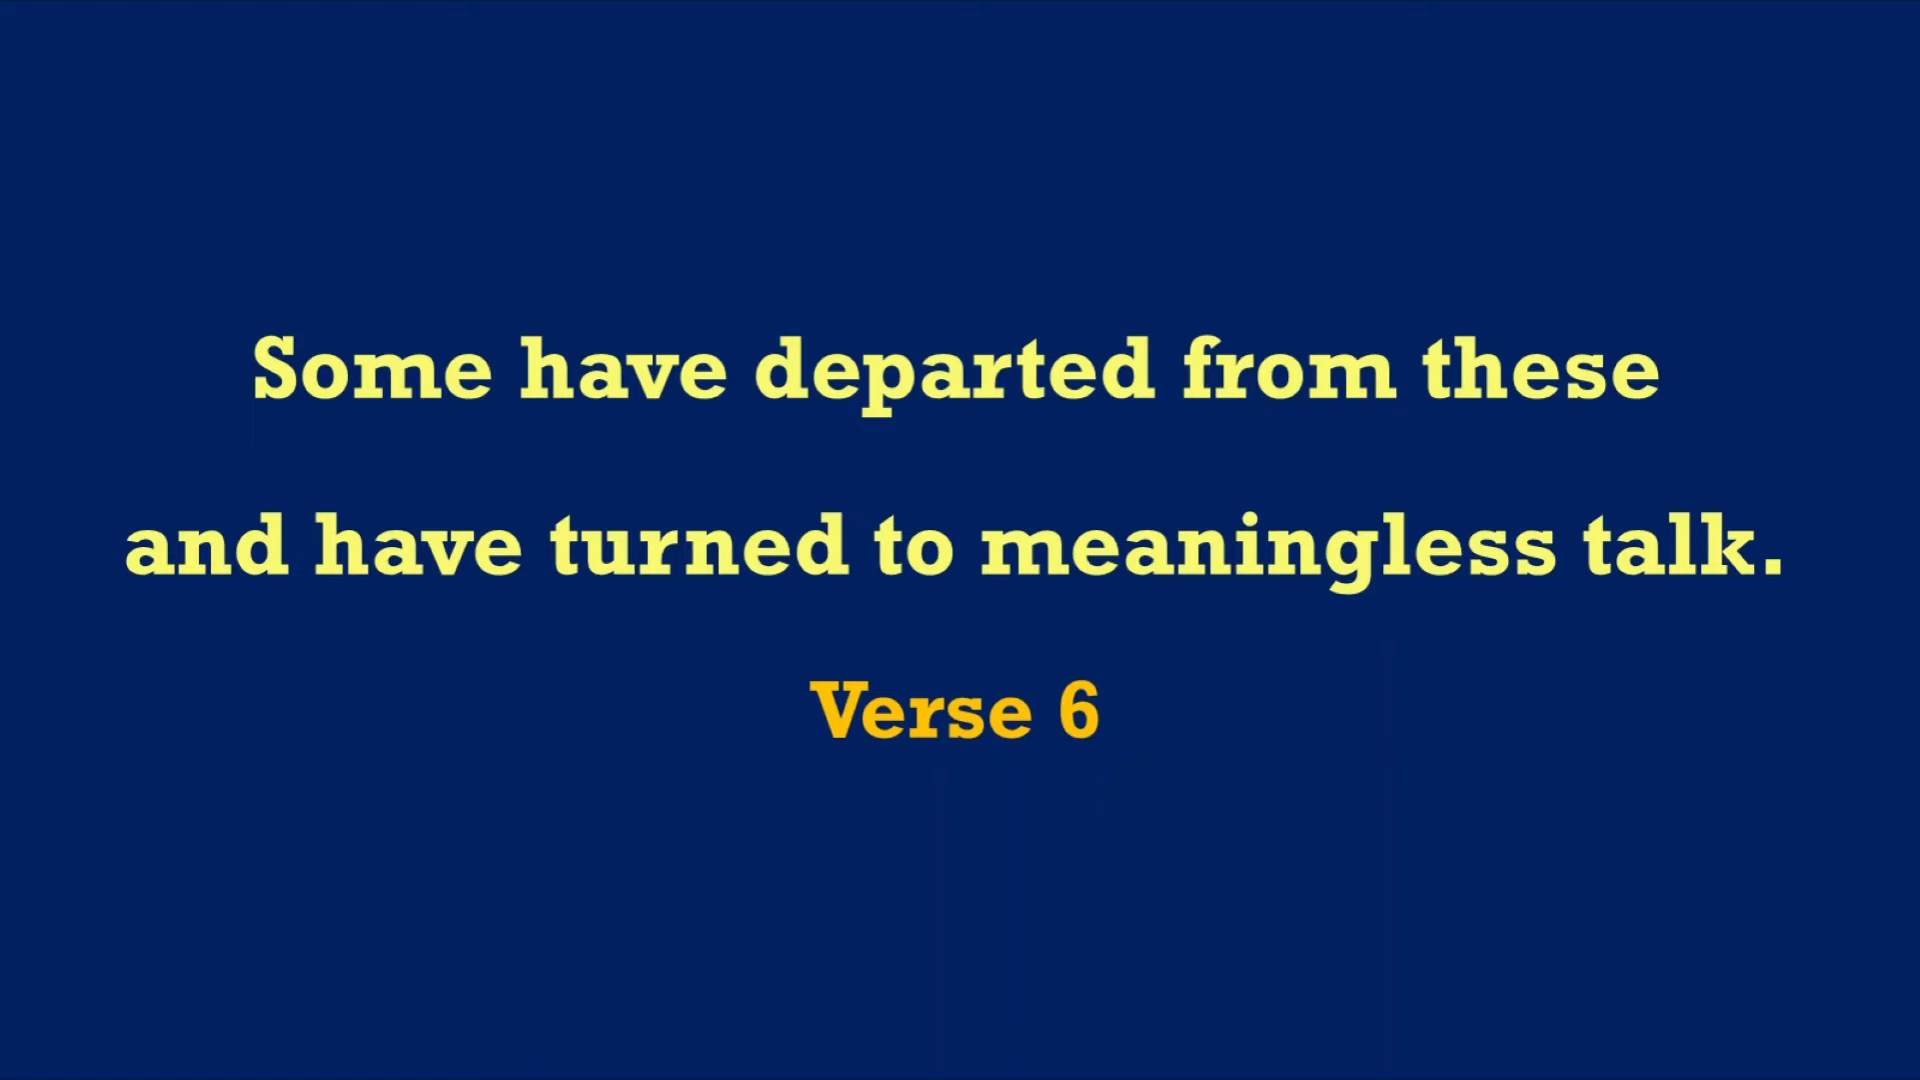 Some have departed from these
and have turned to meaningless talk.
Verse 6